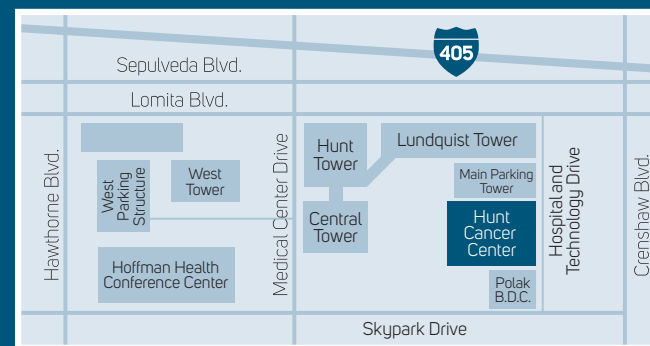 405
Sepulveda Blvd.
Lomita Blvd.
Hawthorne Blvd.
West
Parking
Structure
West
Tower
Hoffman Health
Conference Center
Medical Center Drive
Hunt
Tower
Central
Tower
Lundquist Tower
Main Parking
Tower
Hunt
Cancer
Center
Polak
B.D.C.
Hospital and
Technology Drive
Crenshaw Blvd.
Skypark Drive